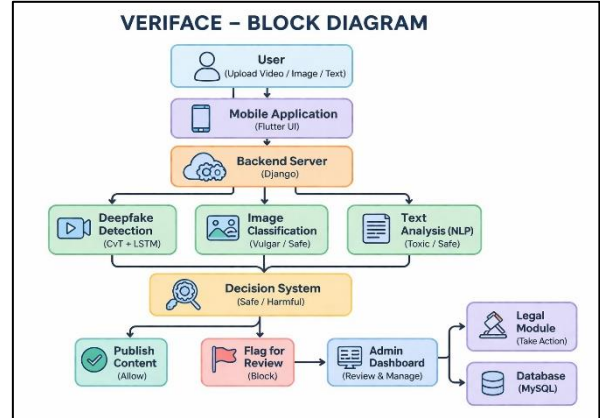 VERIFACE – BLOCK DIAGRAM
User
(Upload Video / Image / Text)
Mobile Application
(Flutter UI)
Backend Server
(Django)
Deepfake
Detection
(CvT + LSTM)
Image
Classification
(Vulgar / Safe)
Text
Analysis (NLP)
(Toxic / Safe)
Decision System
(Safe / Harmful)
Publish
Content
(Allow)
Flag for
Review
(Block)
Admin
Dashboard
(Review & Manage)
Legal
Module
(Take Action)
Database
(MySQL)